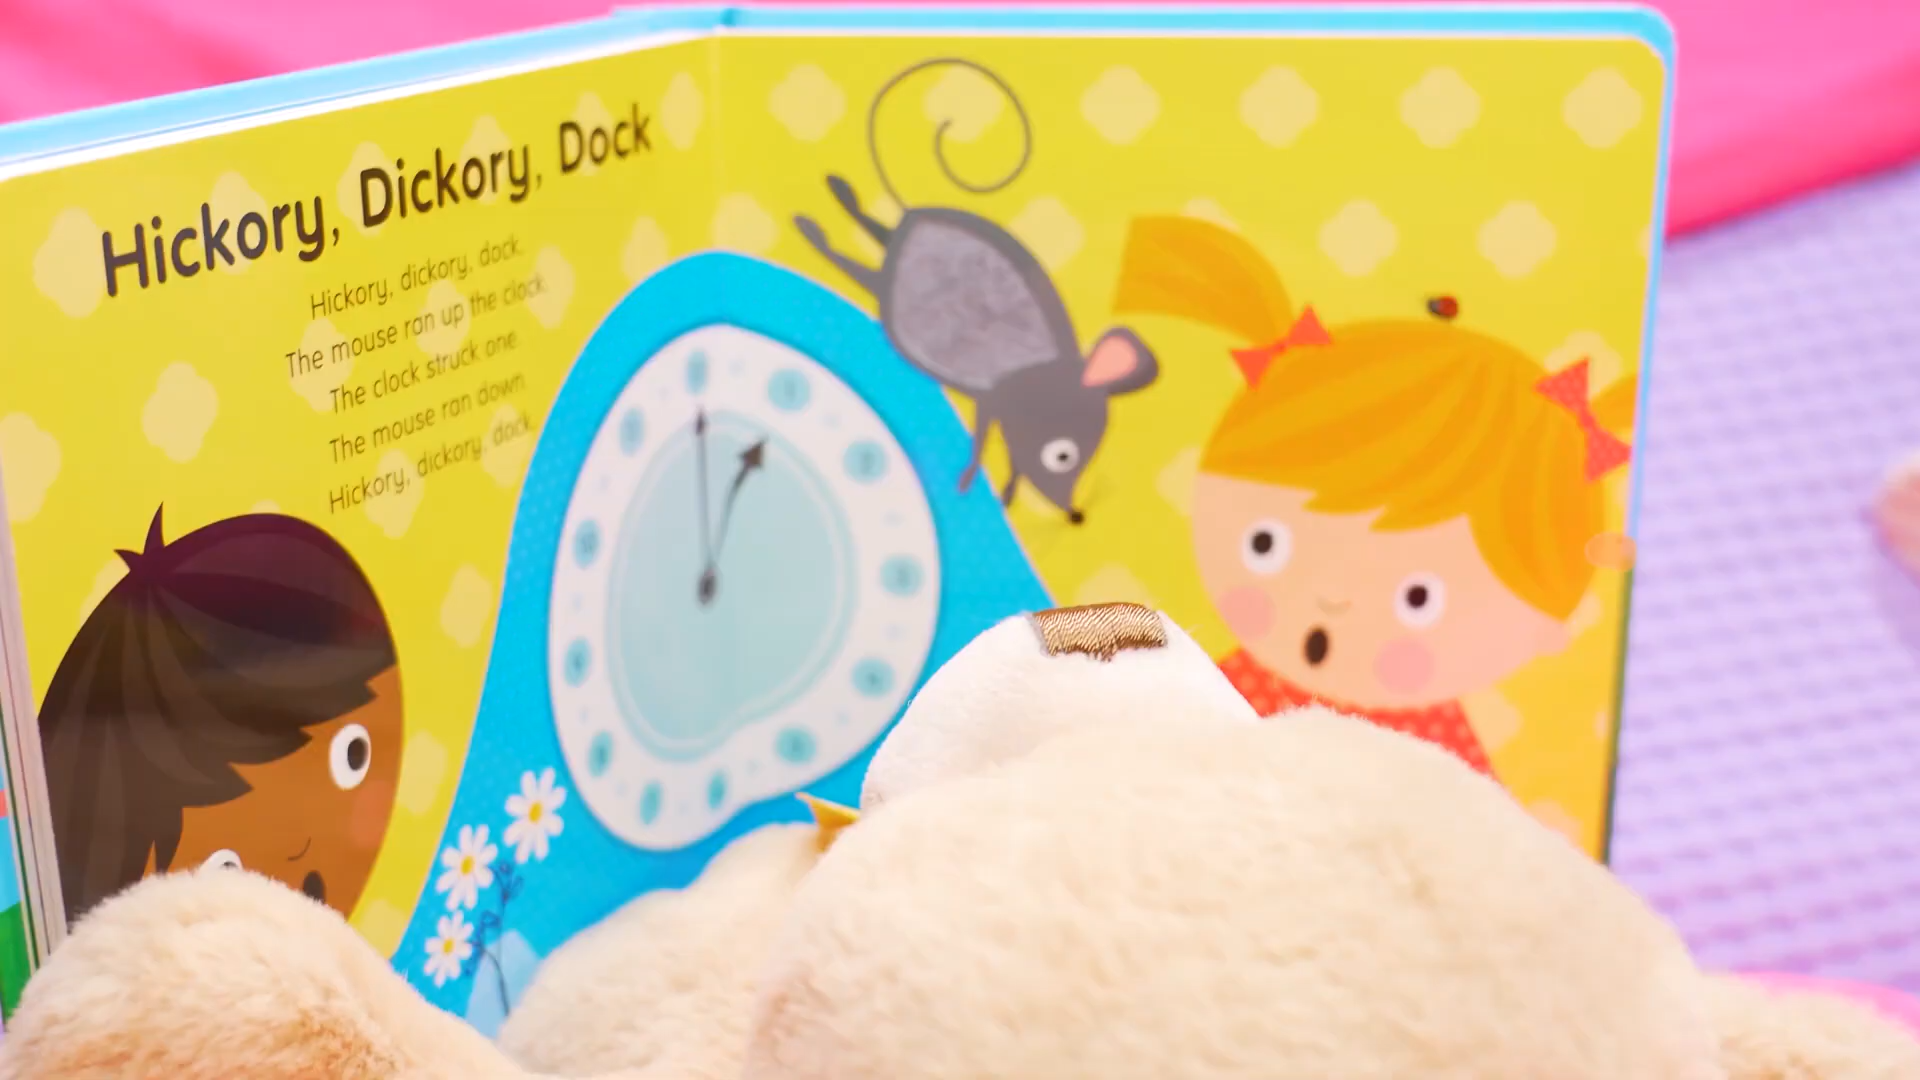 Hickory, Dickory, Dock
Hickory, dickory, dock.
The mouse ran up the clock.
The clock struck one.
The mouse ran down.
Hickory, dickory, dock.